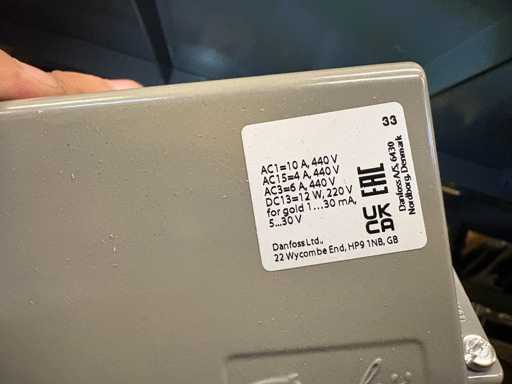 33
AC1=10 A, 440 V
AC15=4 A, 440 V
AC3=6 A, 440 V
DC13=12 W, 220 V
for gold 1...30 mA,
5...30 V
Danfoss Ltd.,
22 Wycombe End, HP9 1NB, GB
EAC
UK
CA
Danfoss A/S, 6430
Nordborg, Denmark